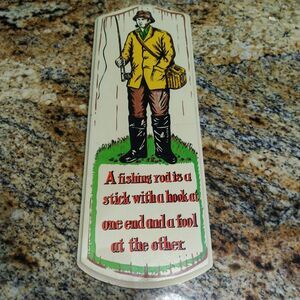 A fishing rod is a
stick with a hook at
one end and a fool
at the other.